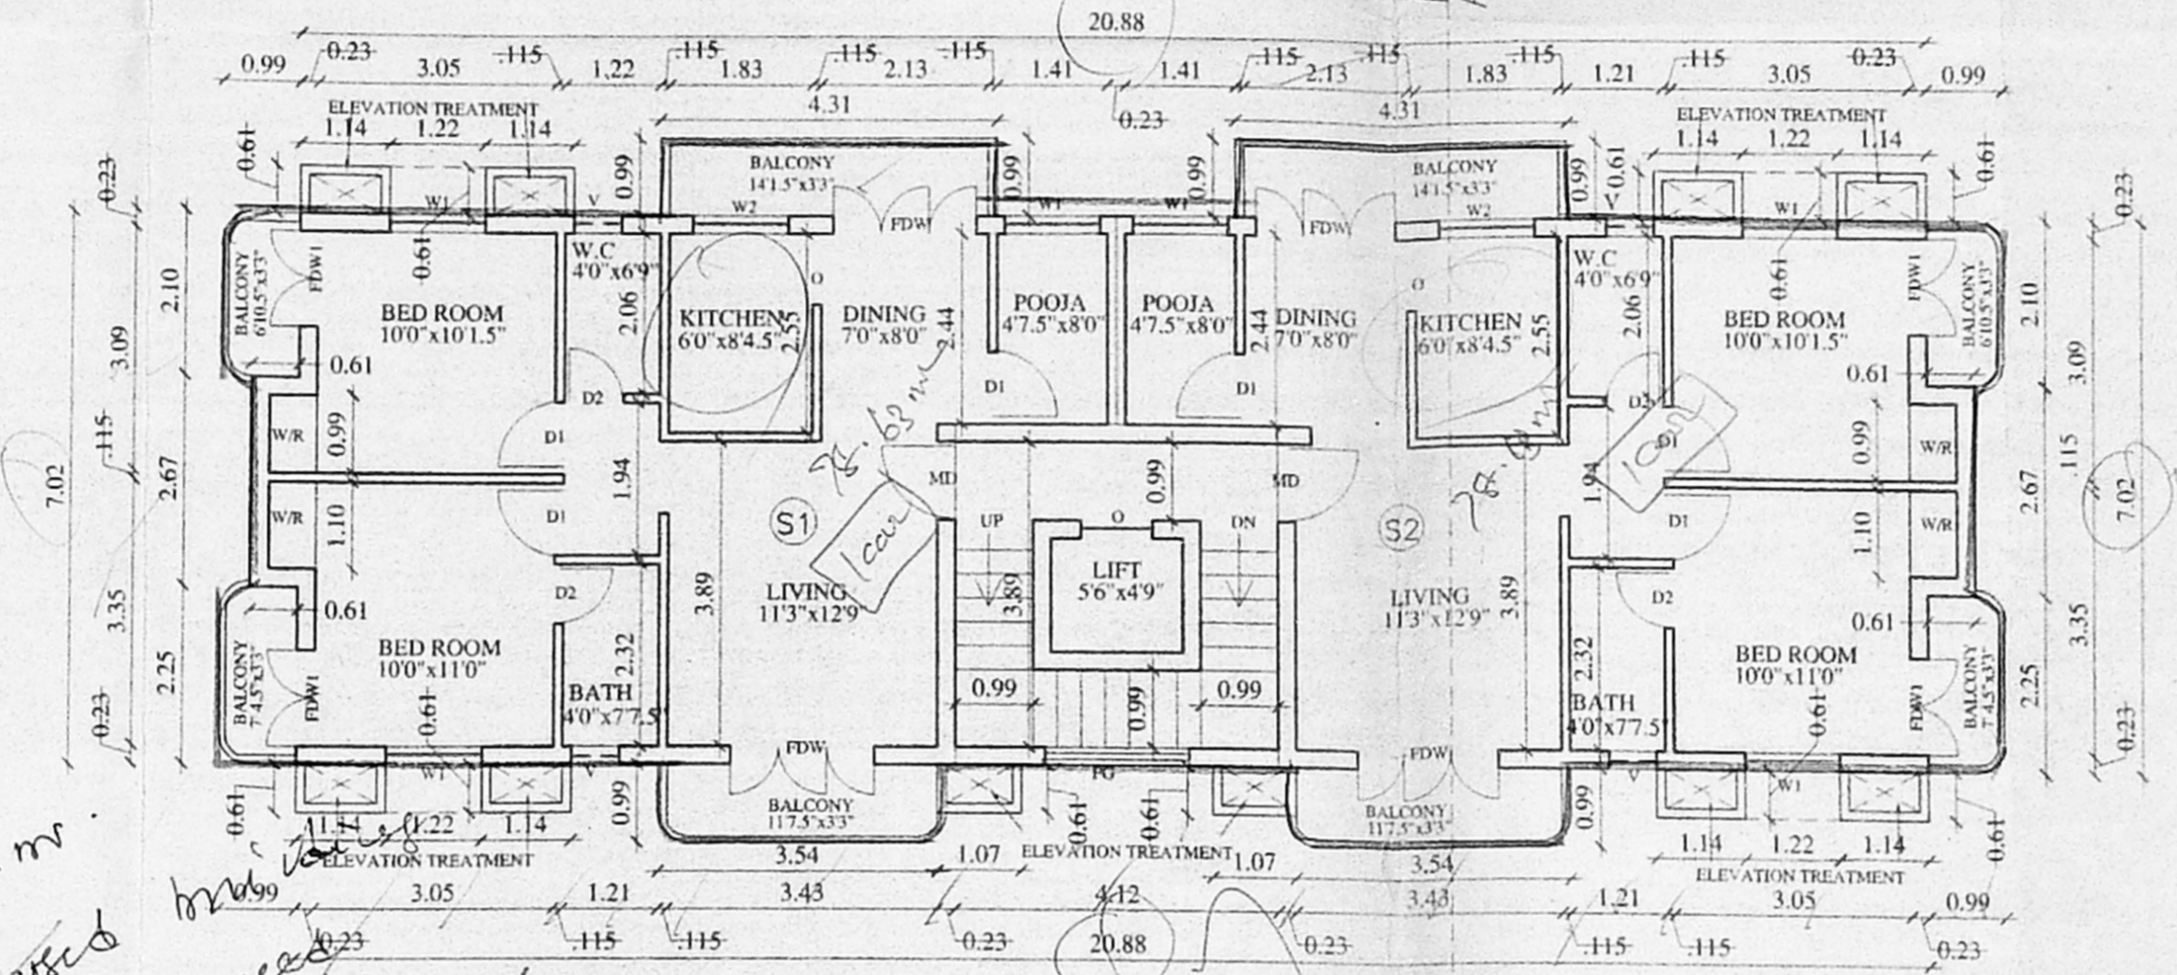 20.88
0.99 0.23 3.05 .115 1.22 .115 1.83 .115 2.13 .115 1.41 1.41 .115 2.13 .115 1.83 .115 1.21 .115 3.05 0.23 0.99
4.31 0.23 4.31
ELEVATION TREATMENT ELEVATION TREATMENT
1.14 1.22 1.14 1.14 1.22 1.14
0.61 0.99 0.99 0.99 0.99 0.61 0.61
0.23 0.23
BALCONY BALCONY
14'1.5"x3'3" 14'1.5"x3'3"
W1 V W2 FDW W1 W1 FDW W2 V W1
0.61 0.61
W.C W.C
4'0"x6'9" 4'0"x6'9"
BALCONY
6'10.5"x3'3"
FDW1
FDW1
BALCONY
6'10.5"x3'3"
2.10 2.06 O O 2.06 2.10
BED ROOM
10'0"x10'1.5"
KITCHEN
6'0"x8'4.5"
2.55
DINING
7'0"x8'0"
2.44
POOJA
4'7.5"x8'0"
POOJA
4'7.5"x8'0"
2.44
DINING
7'0"x8'0"
KITCHEN
6'0"x8'4.5"
2.55
BED ROOM
10'0"x10'1.5"
3.09 3.09
0.61 0.61
D2 D1 D1 D2
78.63 m
78.
W/R 0.99 D1 D1 0.99 W/R
.115 .115
7.02 2.67 1.94 MD 0.99 MD 1.94 2.67 7.02
W/R 1.10 D1 S1 UP O DN S2 D1 1.10 W/R
1 car
1 car
LIFT
5'6"x4'9"
3.89 3.89 3.89
LIVING
11'3"x12'9"
LIVING
11'3"x12'9"
0.61 D2 D2 0.61
3.35 3.35
BED ROOM
10'0"x11'0"
BED ROOM
10'0"x11'0"
2.25 2.32 0.99 0.99 0.99 2.32 2.25
BATH
4'0"x7'7.5"
BATH
4'0"x7'7.5"
BALCONY
7'4.5"x3'3"
FDW1
FDW1
BALCONY
7'4.5"x3'3"
0.23 0.61 0.61 0.23
FDW FDW
W1 V PG V W1
0.61 0.99 0.61 0.61 0.99 0.61
BALCONY BALCONY
11'7.5"x3'3" 11'7.5"x3'3"
1.14 1.22 1.14 1.14 1.22 1.14
ELEVATION TREATMENT 3.54 1.07 ELEVATION TREATMENT 1.07 3.54 ELEVATION TREATMENT
0.99 3.05 1.21 3.43 4.12 3.43 1.21 3.05 0.99
0.23 .115 .115 0.23 20.88 0.23 .115 .115 0.23